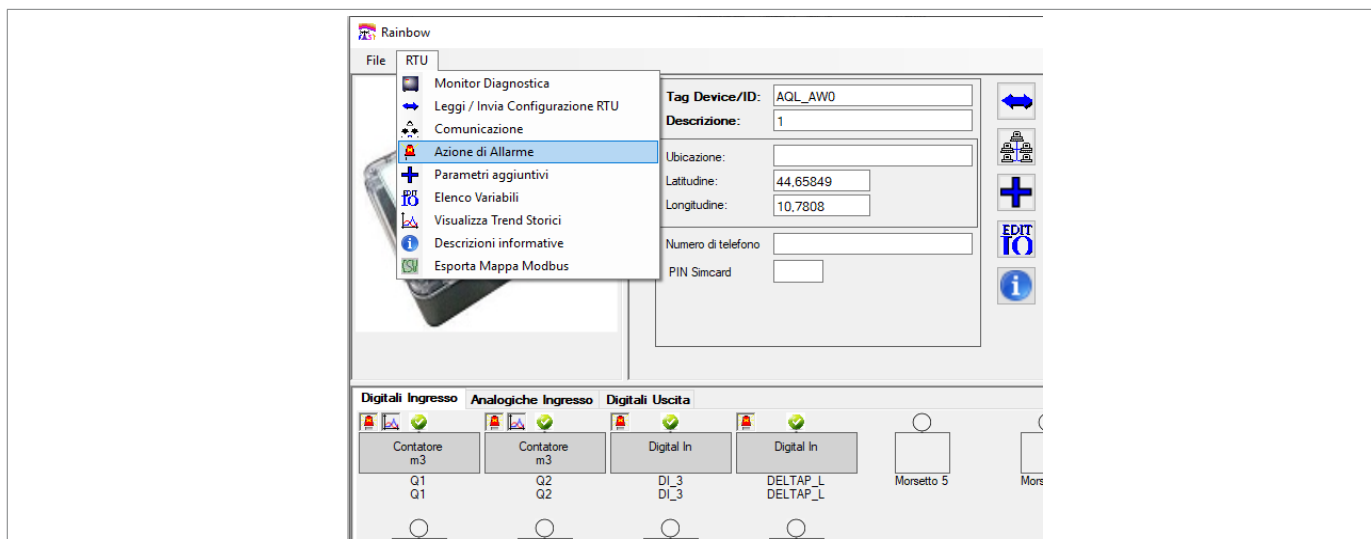 Rainbow
File RTU
Monitor Diagnostica
Leggi / Invia Configurazione RTU
Comunicazione
Azione di Allarme
Parametri aggiuntivi
Elenco Variabili
Visualizza Trend Storici
Descrizioni informative
Esporta Mappa Modbus
Tag Device/ID: AQL_AW0
Descrizione: 1
Ubicazione:
Latitudine: 44,65849
Longitudine: 10,7808
Numero di telefono
PIN Simcard
EDIT
IO
Digitali Ingresso Analogiche Ingresso Digitali Uscita
Contatore Contatore Digital In Digital In
m3 m3
Q1 Q2 DI_3 DELTAP_L Morsetto 5
Q1 Q2 DI_3 DELTAP_L